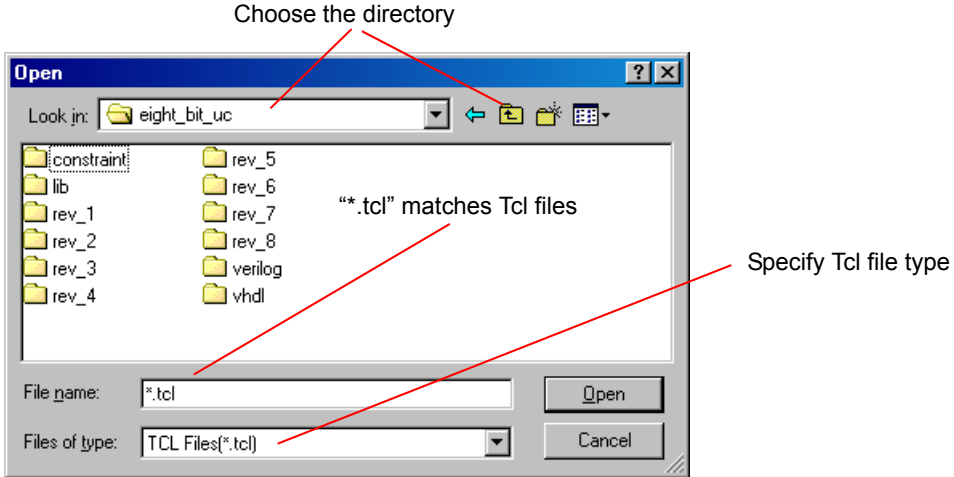 Choose the directory
Open
Look in: eight_bit_uc
constraint rev_5
lib rev_6
rev_1 rev_7
rev_2 rev_8
rev_3 verilog
rev_4 vhdl
“*.tcl” matches Tcl files
Specify Tcl file type
File name: *.tcl Open
Files of type: TCL Files(*.tcl) Cancel